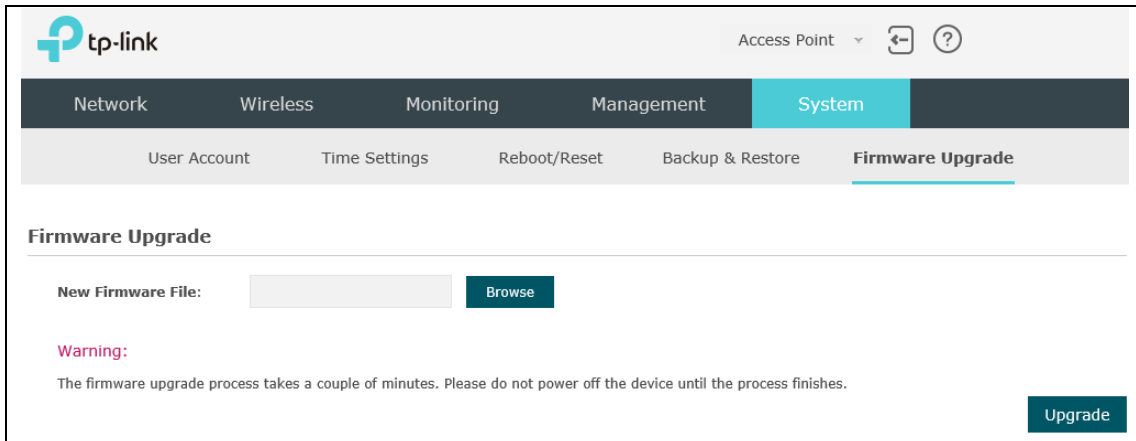 tp-link
Access Point
Network Wireless Monitoring Management System
User Account Time Settings Reboot/Reset Backup & Restore Firmware Upgrade
Firmware Upgrade
New Firmware File: Browse
Warning:
The firmware upgrade process takes a couple of minutes. Please do not power off the device until the process finishes.
Upgrade